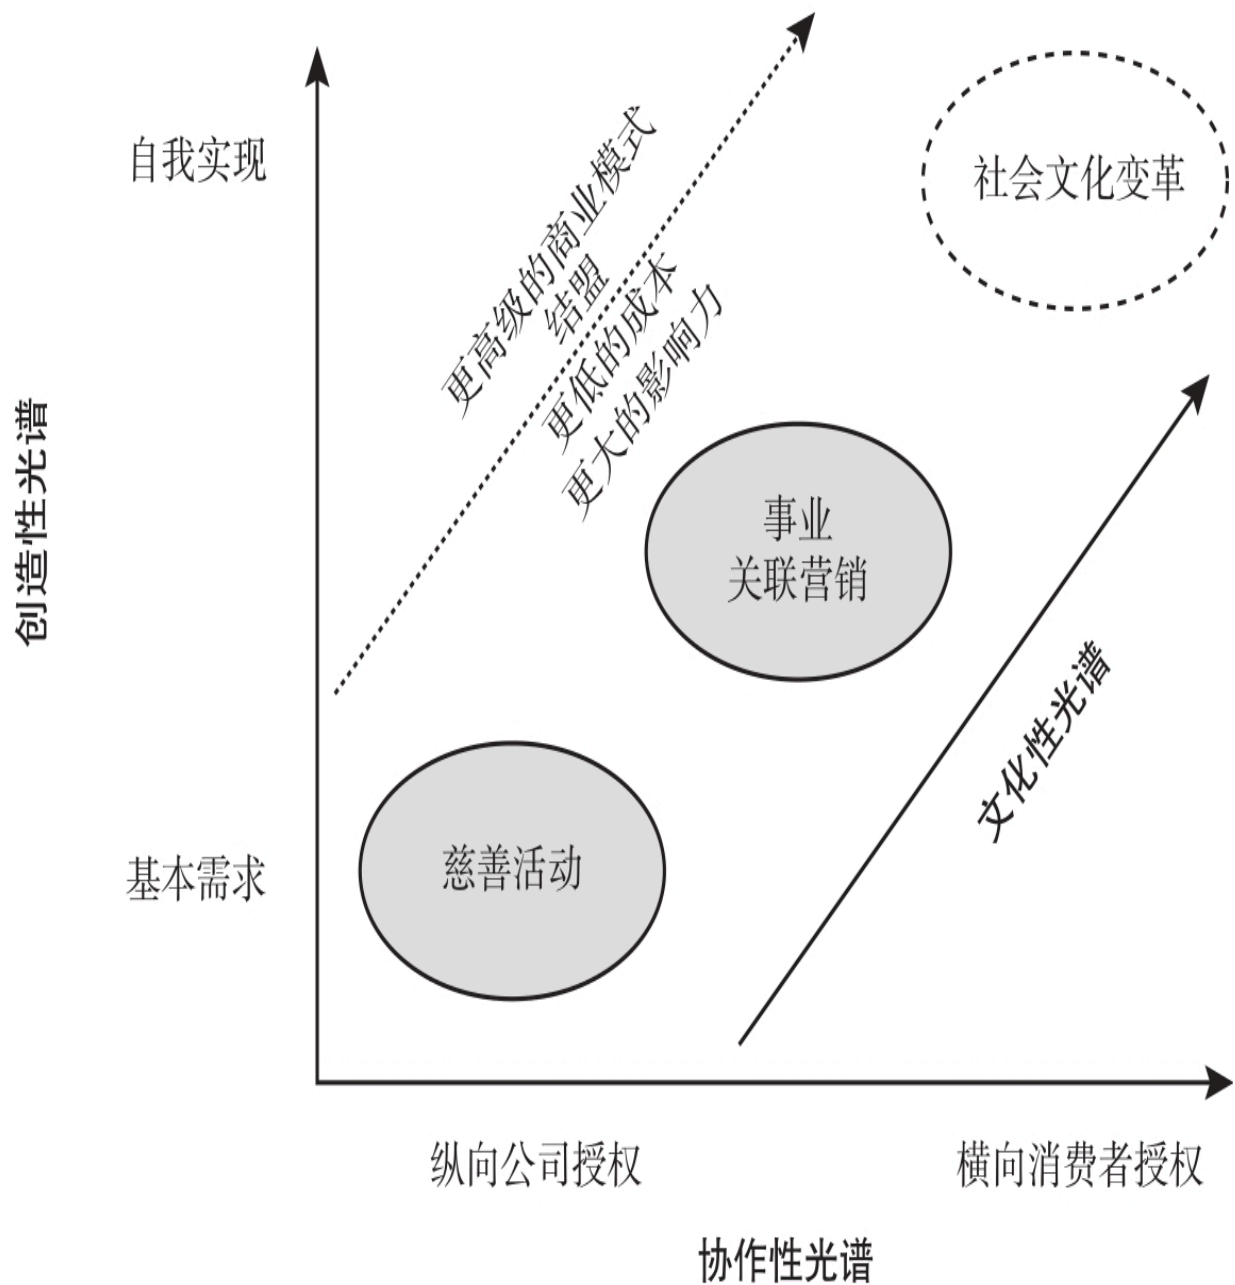 自我实现
社会文化变革
更高级的商业模式
结盟
更低的成本
更大的影响力
创造性光谱
事业
关联营销
文化性光谱
基本需求
慈善活动
纵向公司授权
横向消费者授权
协作性光谱